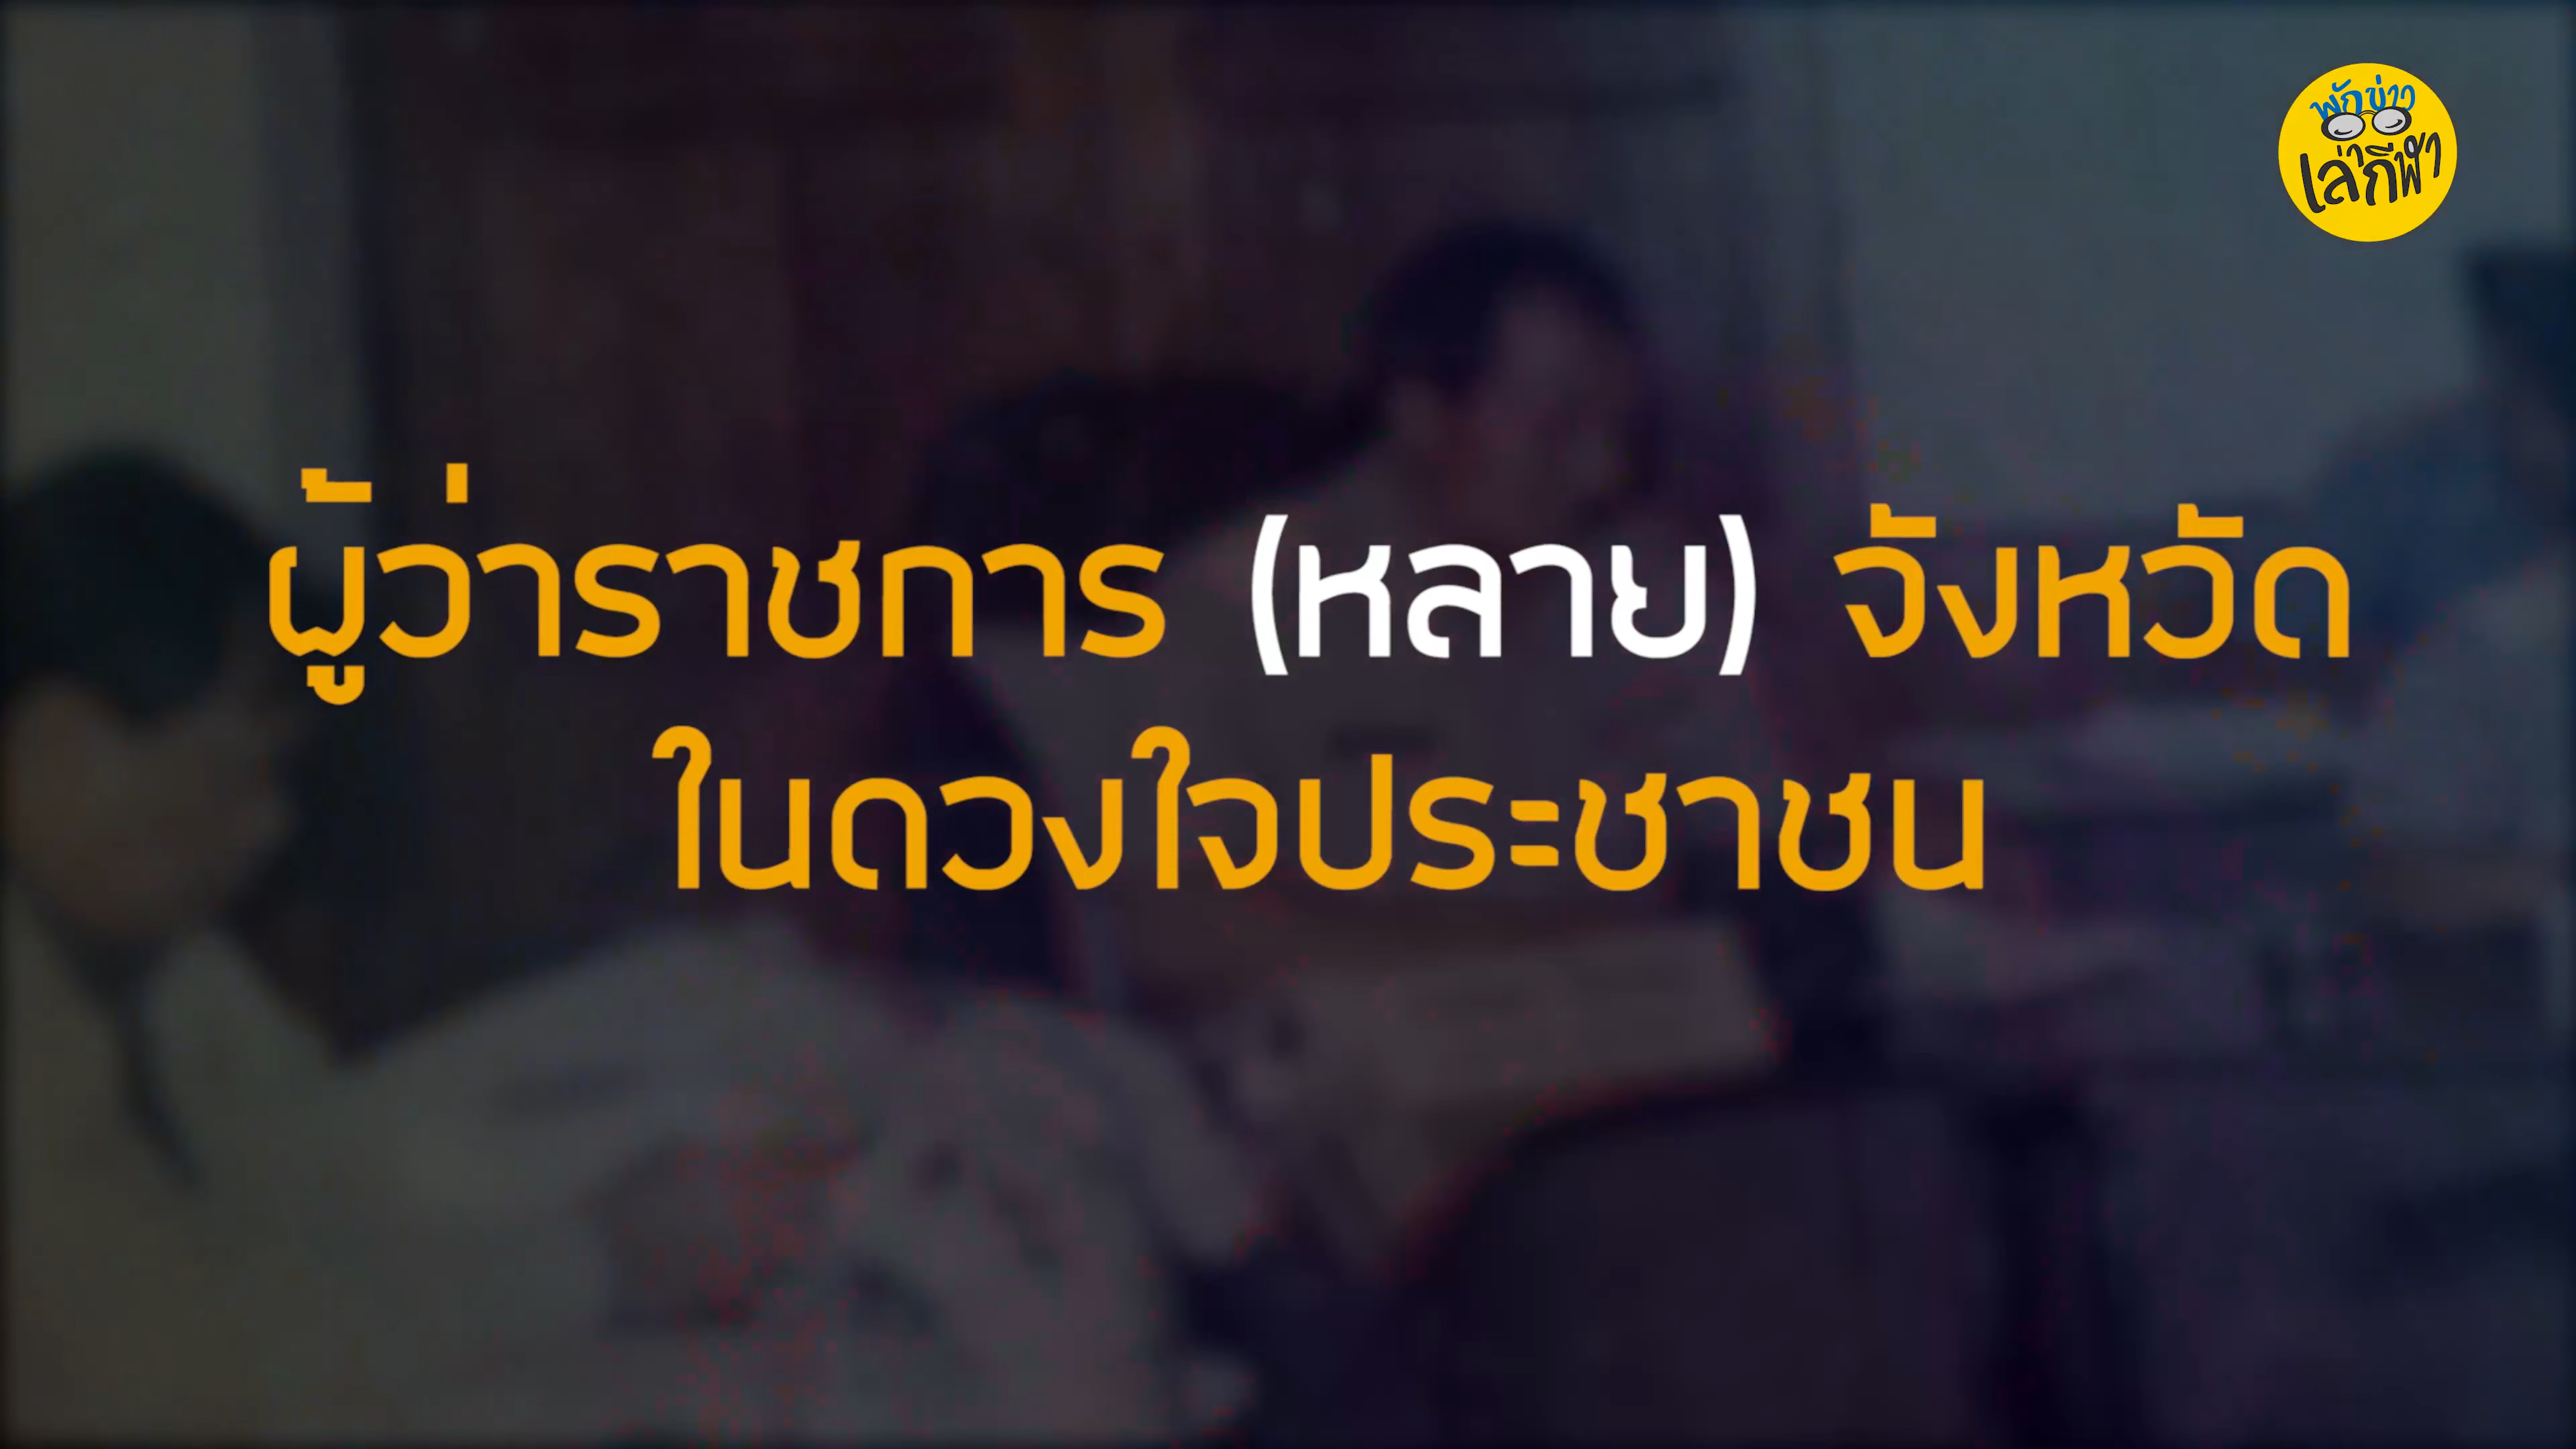 พักข่าว
เล่ากีฬา
ผู้ว่าราชการ (หลาย) จังหวัด
ในดวงใจประชาชน